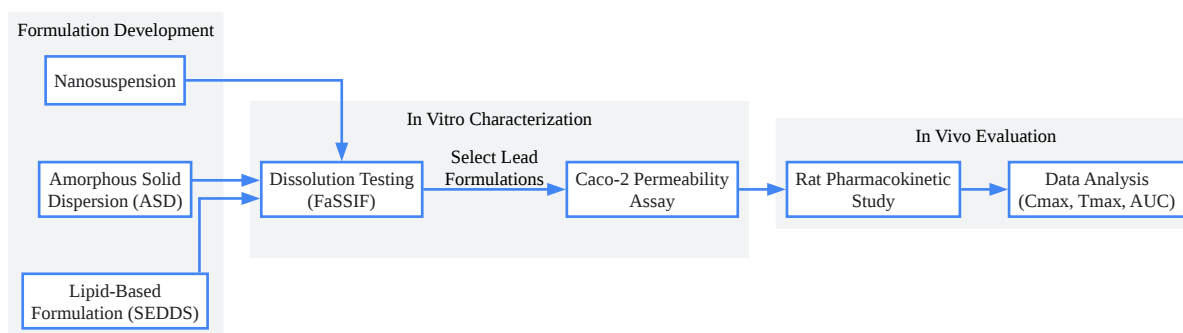 Formulation Development
Nanosuspension
Amorphous Solid
Dispersion (ASD)
Lipid-Based
Formulation (SEDDS)
In Vitro Characterization
Dissolution Testing
(FaSSIF)
Select Lead
Formulations
Caco-2 Permeability
Assay
In Vivo Evaluation
Rat Pharmacokinetic
Study
Data Analysis
(Cmax, Tmax, AUC)